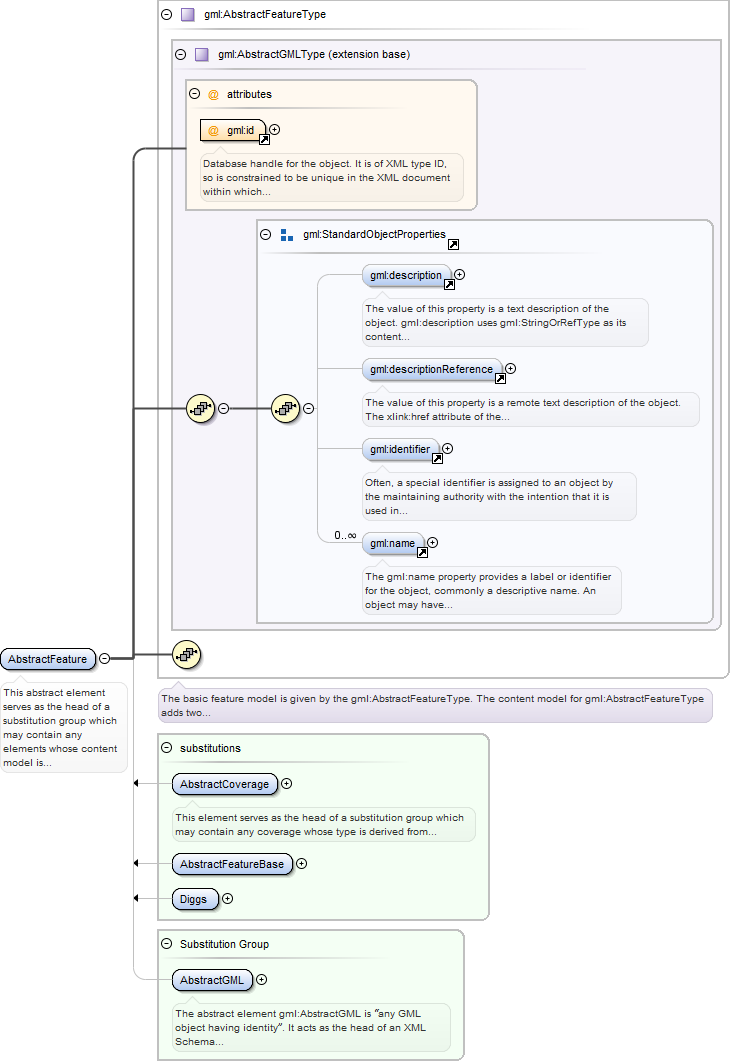 gml:AbstractFeatureType
gml:AbstractGMLType (extension base)
@ attributes
@ gml:id
Database handle for the object. It is of XML type ID,
so is constrained to be unique in the XML document
within which...
gml:StandardObjectProperties
gml:description
The value of this property is a text description of the
object. gml:description uses gml:StringOrRefType as its
content...
gml:descriptionReference
The value of this property is a remote text description of the object.
The xlink:href attribute of the...
gml:identifier
Often, a special identifier is assigned to an object by
the maintaining authority with the intention that it is
used in...
0..∞
gml:name
The gml:name property provides a label or identifier
for the object, commonly a descriptive name. An
object may have...
AbstractFeature
This abstract element
serves as the head of a
substitution group which
may contain any
elements whose content
model is...
The basic feature model is given by the gml:AbstractFeatureType. The content model for gml:AbstractFeatureType
adds two...
substitutions
AbstractCoverage
This element serves as the head of a substitution group which
may contain any coverage whose type is derived from...
AbstractFeatureBase
Diggs
Substitution Group
AbstractGML
The abstract element gml:AbstractGML is "any GML
object having identity". It acts as the head of an XML
Schema...